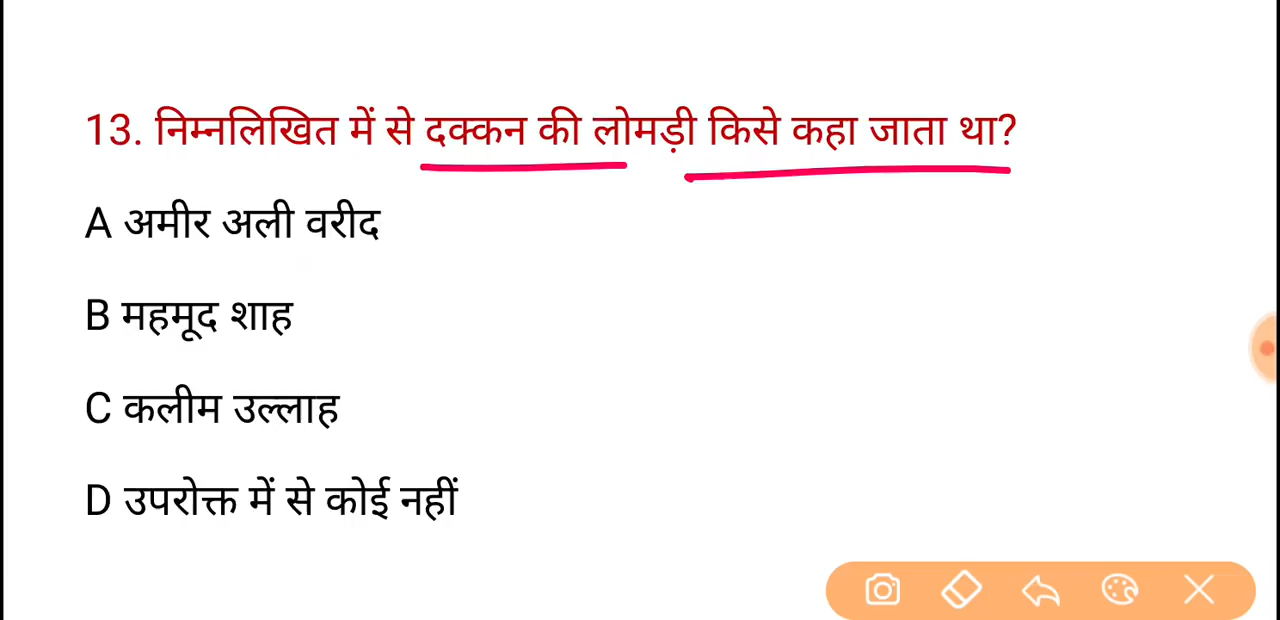 13. निम्नलिखित में से दक्कन की लोमड़ी किसे कहा जाता था?
A अमीर अली वरीद
B महमूद शाह
C कलीम उल्लाह
D उपरोक्त में से कोई नहीं